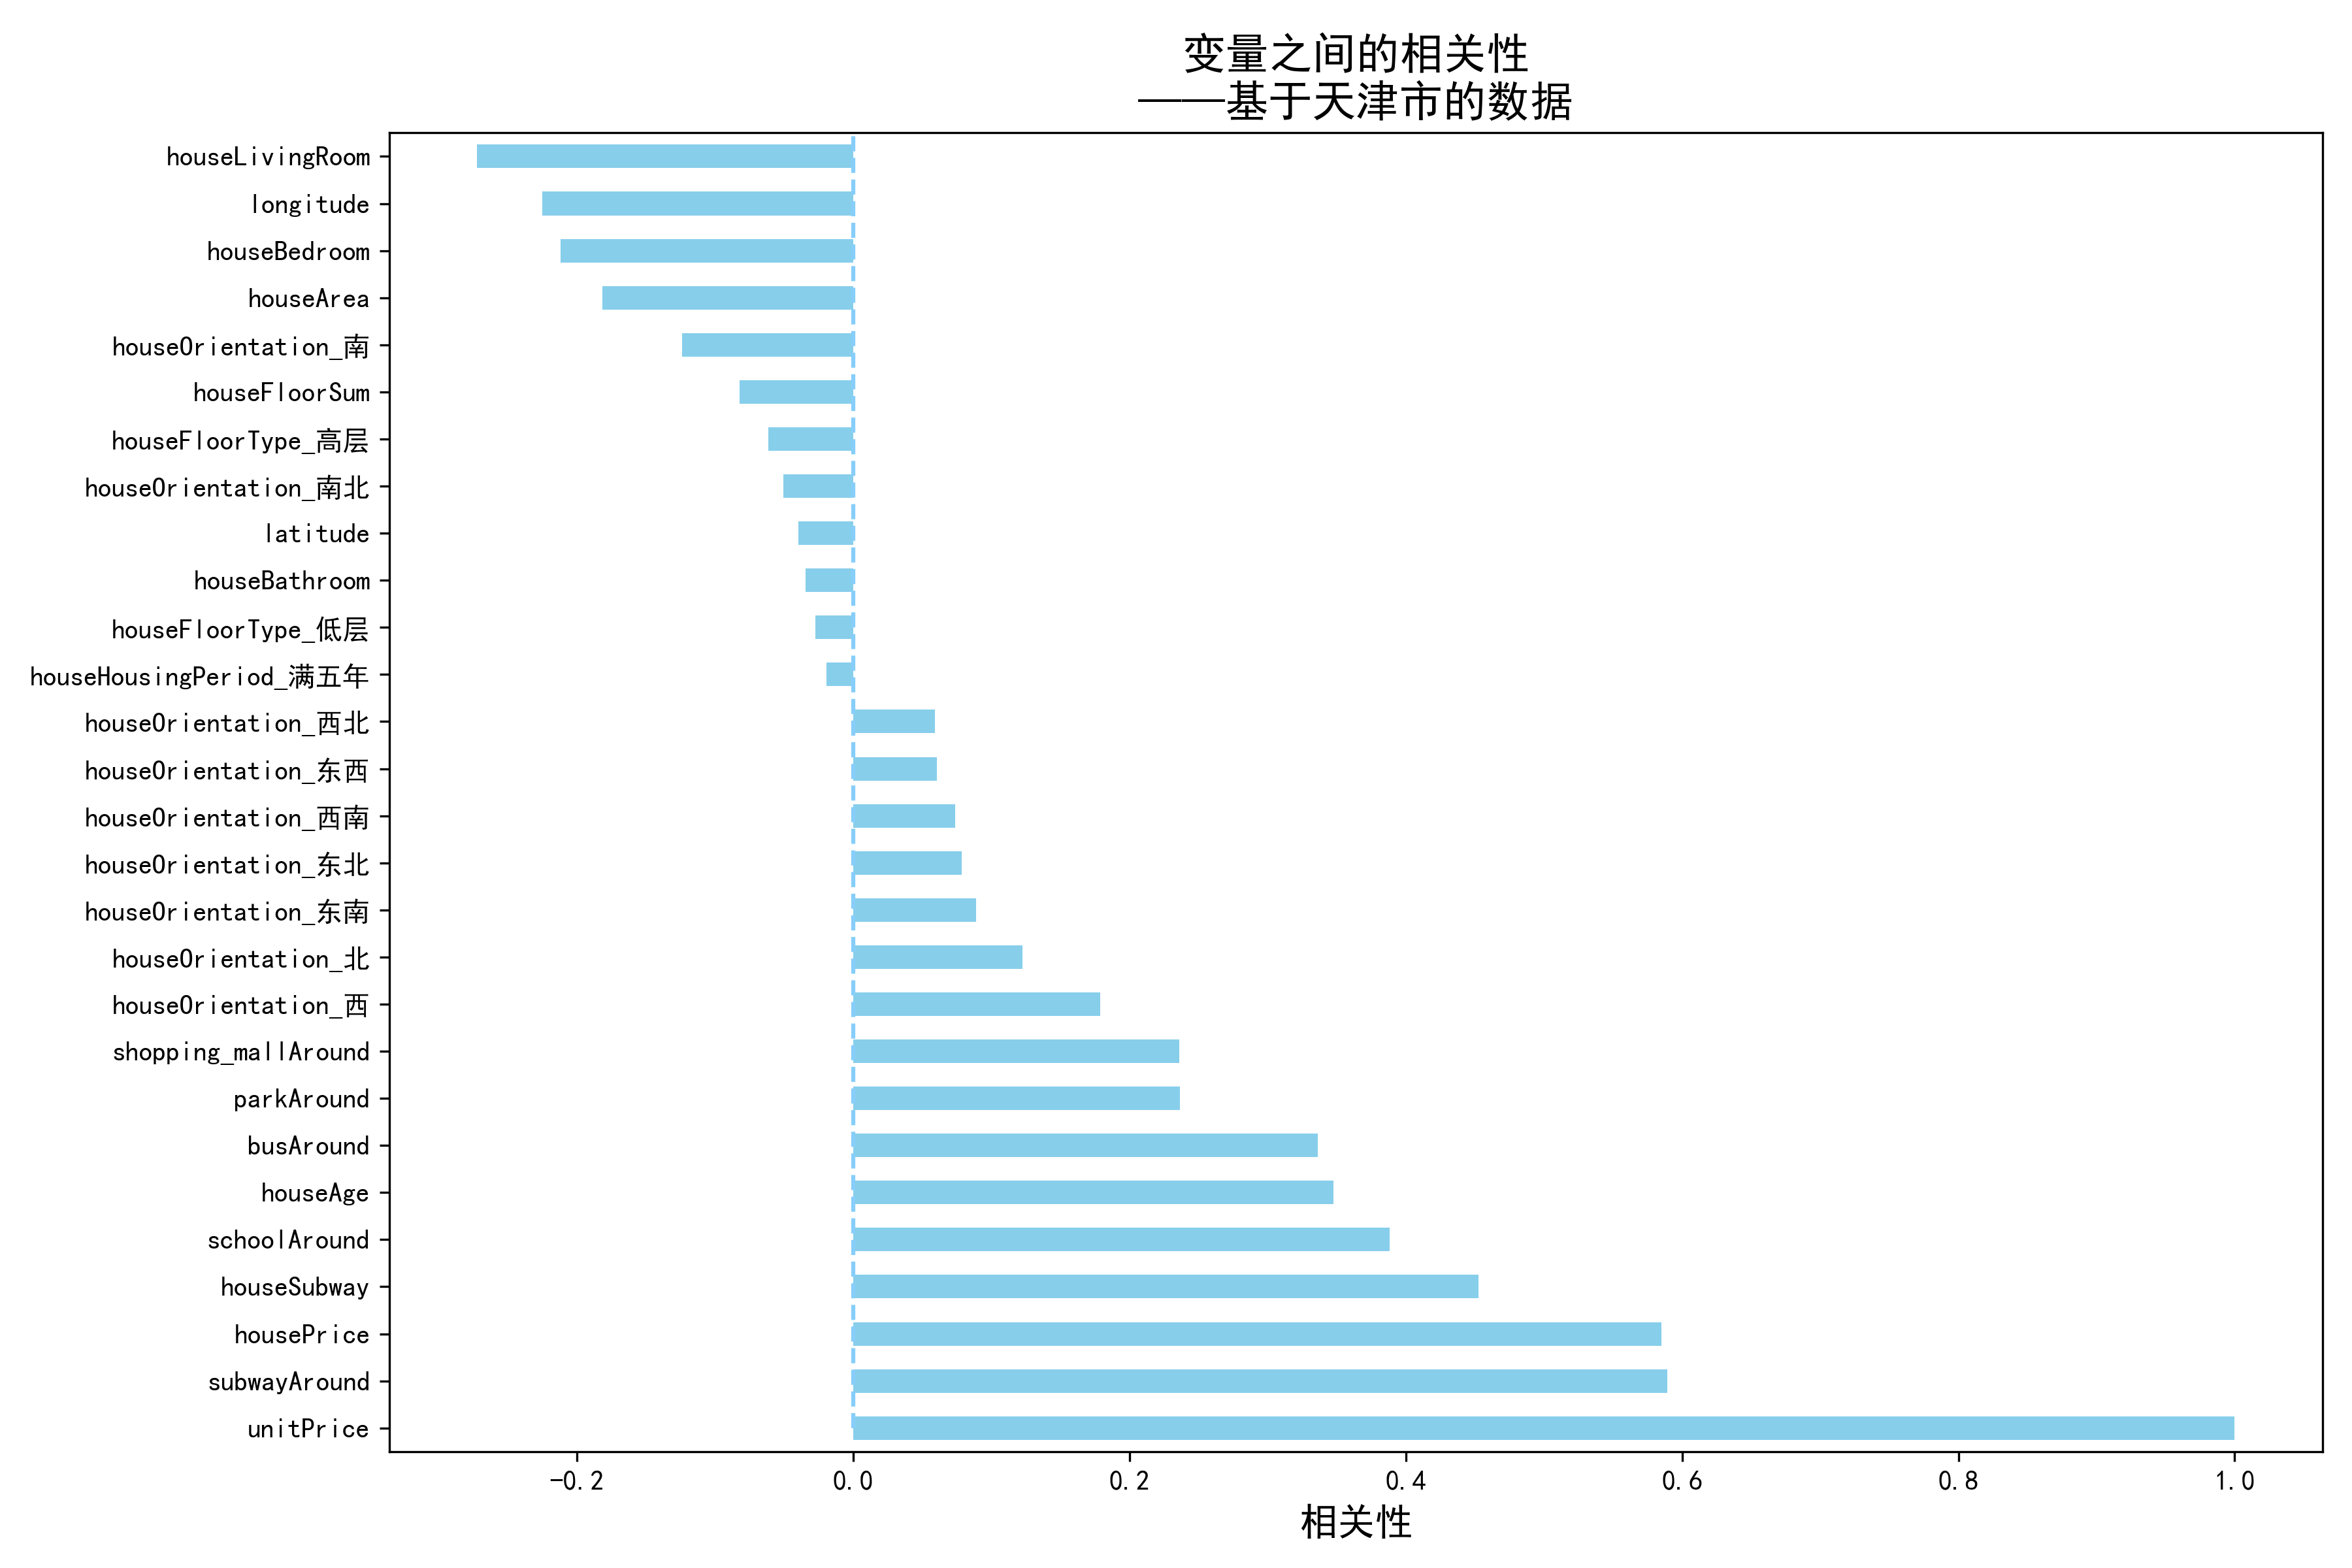 变量之间的相关性
——基于天津市的数据
houseLivingRoom
longitude
houseBedroom
houseArea
houseOrientation_南
houseFloorSum
houseFloorType_高层
houseOrientation_南北
latitude
houseBathroom
houseFloorType_低层
houseHousingPeriod_满五年
houseOrientation_西北
houseOrientation_东西
houseOrientation_西南
houseOrientation_东北
houseOrientation_东南
houseOrientation_北
houseOrientation_西
shopping_mallAround
parkAround
busAround
houseAge
schoolAround
houseSubway
housePrice
subwayAround
unitPrice
-0.2 0.0 0.2 0.4 0.6 0.8 1.0
相关性